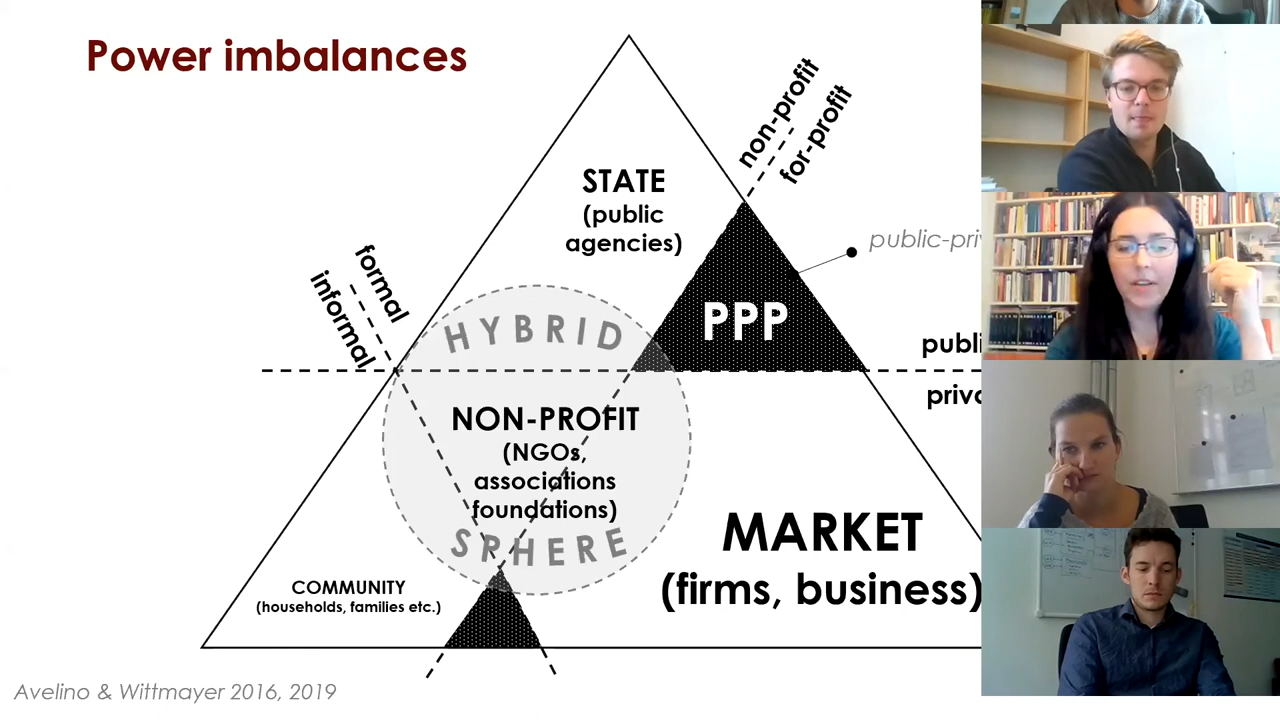 Power imbalances
non-profit
for-profit
STATE
(public
agencies)
public-priv
formal
informal
PPP
HYBRID
publi
priva
NON-PROFIT
(NGOs,
associations
foundations)
SPHERE
MARKET
(firms, business)
COMMUNITY
(households, families etc.)
Avelino & Wittmayer 2016, 2019